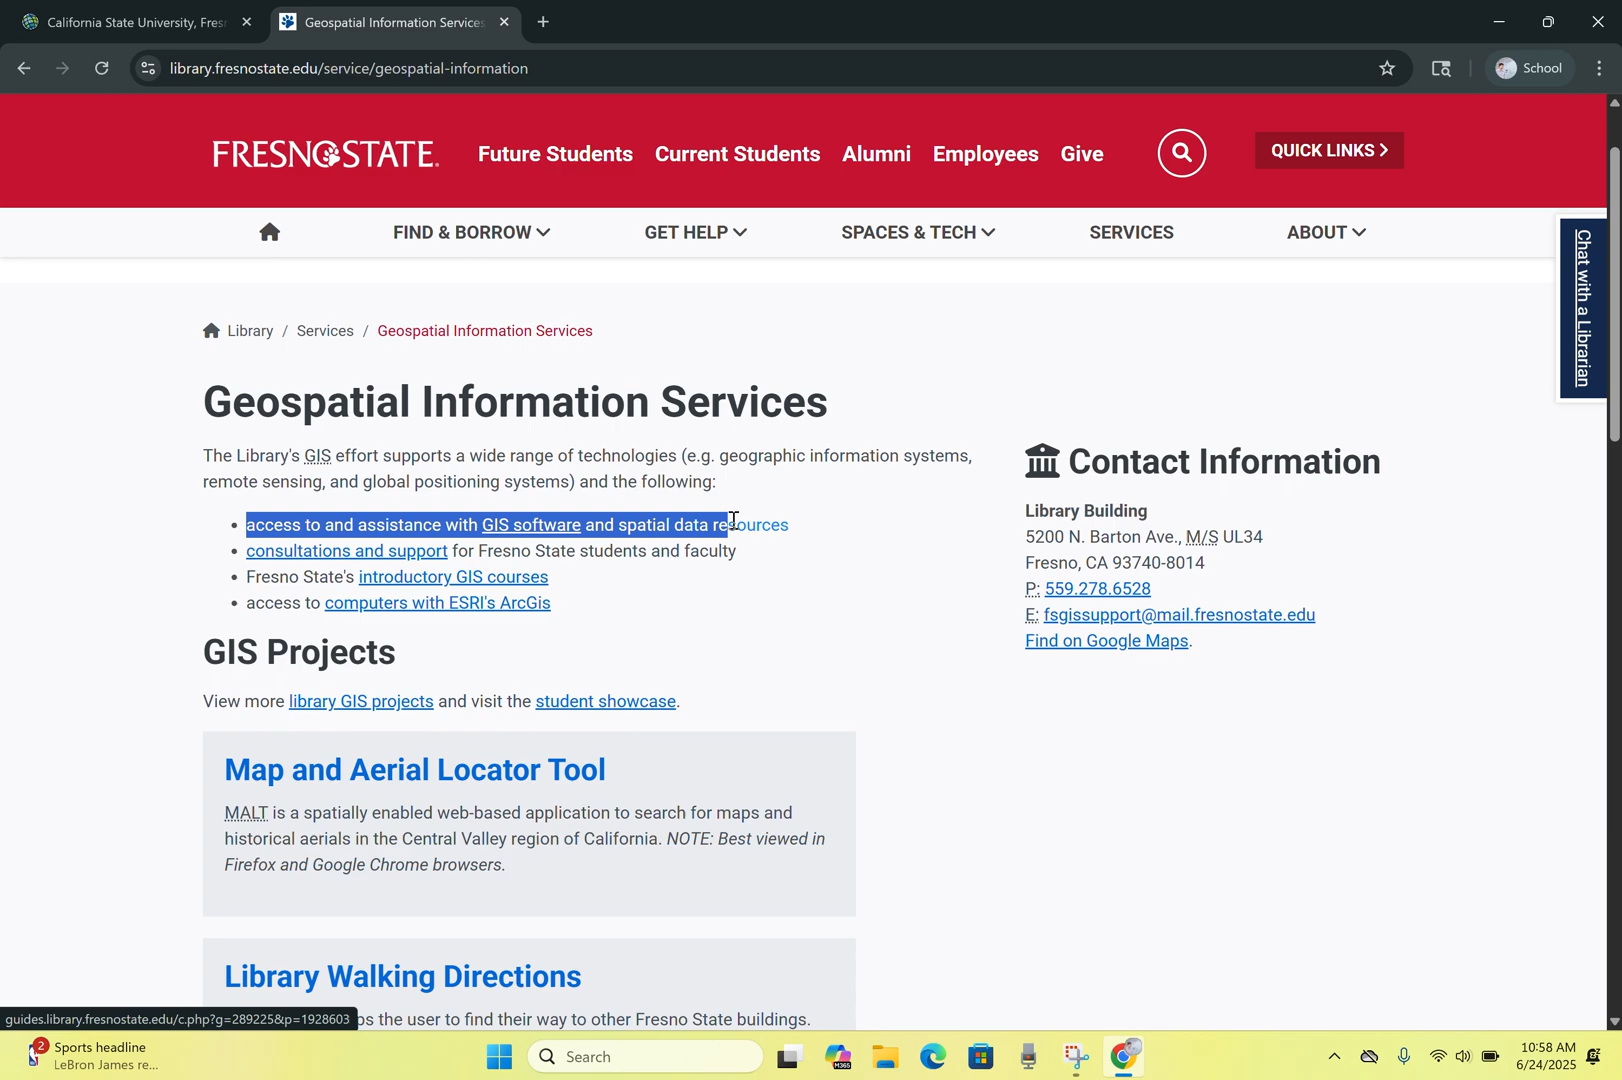 California State University, Fres
Geospatial Information Services
library.fresnostate.edu/service/geospatial-information
School
FRESNO STATE.
Future Students
Current Students
Alumni
Employees
Give
QUICK LINKS
FIND & BORROW
GET HELP
SPACES & TECH
SERVICES
ABOUT
Chat with a Librarian
Library / Services / Geospatial Information Services
Geospatial Information Services
The Library's GIS effort supports a wide range of technologies (e.g. geographic information systems,
remote sensing, and global positioning systems) and the following:
• access to and assistance with GIS software and spatial data resources
• consultations and support for Fresno State students and faculty
• Fresno State's introductory GIS courses
• access to computers with ESRI's ArcGis
Contact Information
Library Building
5200 N. Barton Ave., M/S UL34
Fresno, CA 93740-8014
P: 559.278.6528
E: fsgissupport@mail.fresnostate.edu
Find on Google Maps.
GIS Projects
View more library GIS projects and visit the student showcase.
Map and Aerial Locator Tool
MALT is a spatially enabled web-based application to search for maps and
historical aerials in the Central Valley region of California. NOTE: Best viewed in
Firefox and Google Chrome browsers.
Library Walking Directions
ps the user to find their way to other Fresno State buildings.
guides.library.fresnostate.edu/c.php?g=289225&p=1928603
2
Sports headline
LeBron James re...
Search
M365
10:58 AM
6/24/2025